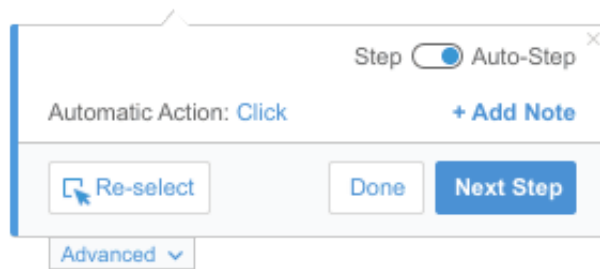 Step Auto-Step
Automatic Action: Click + Add Note
Re-select Done Next Step
Advanced